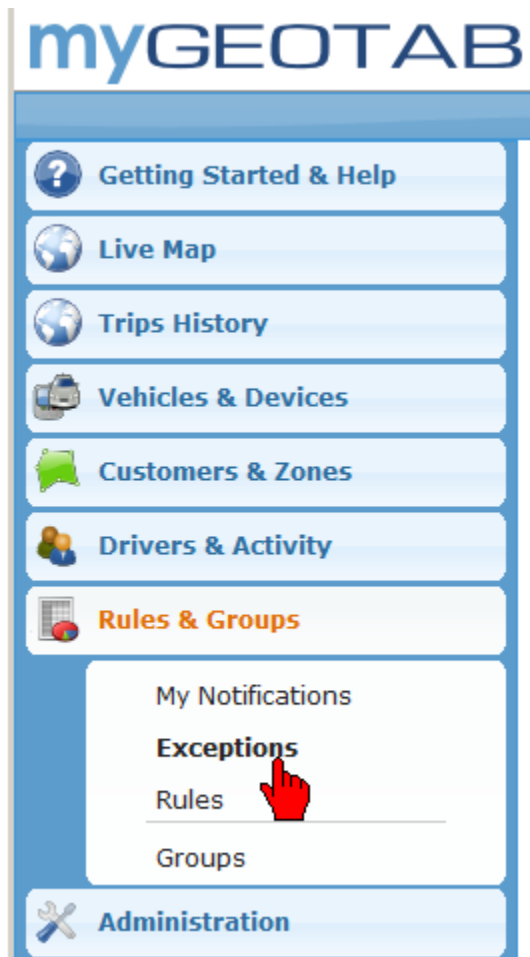 myGEOTAB
Getting Started & Help
Live Map
Trips History
Vehicles & Devices
Customers & Zones
Drivers & Activity
Rules & Groups
My Notifications
Exceptions
Rules
Groups
Administration